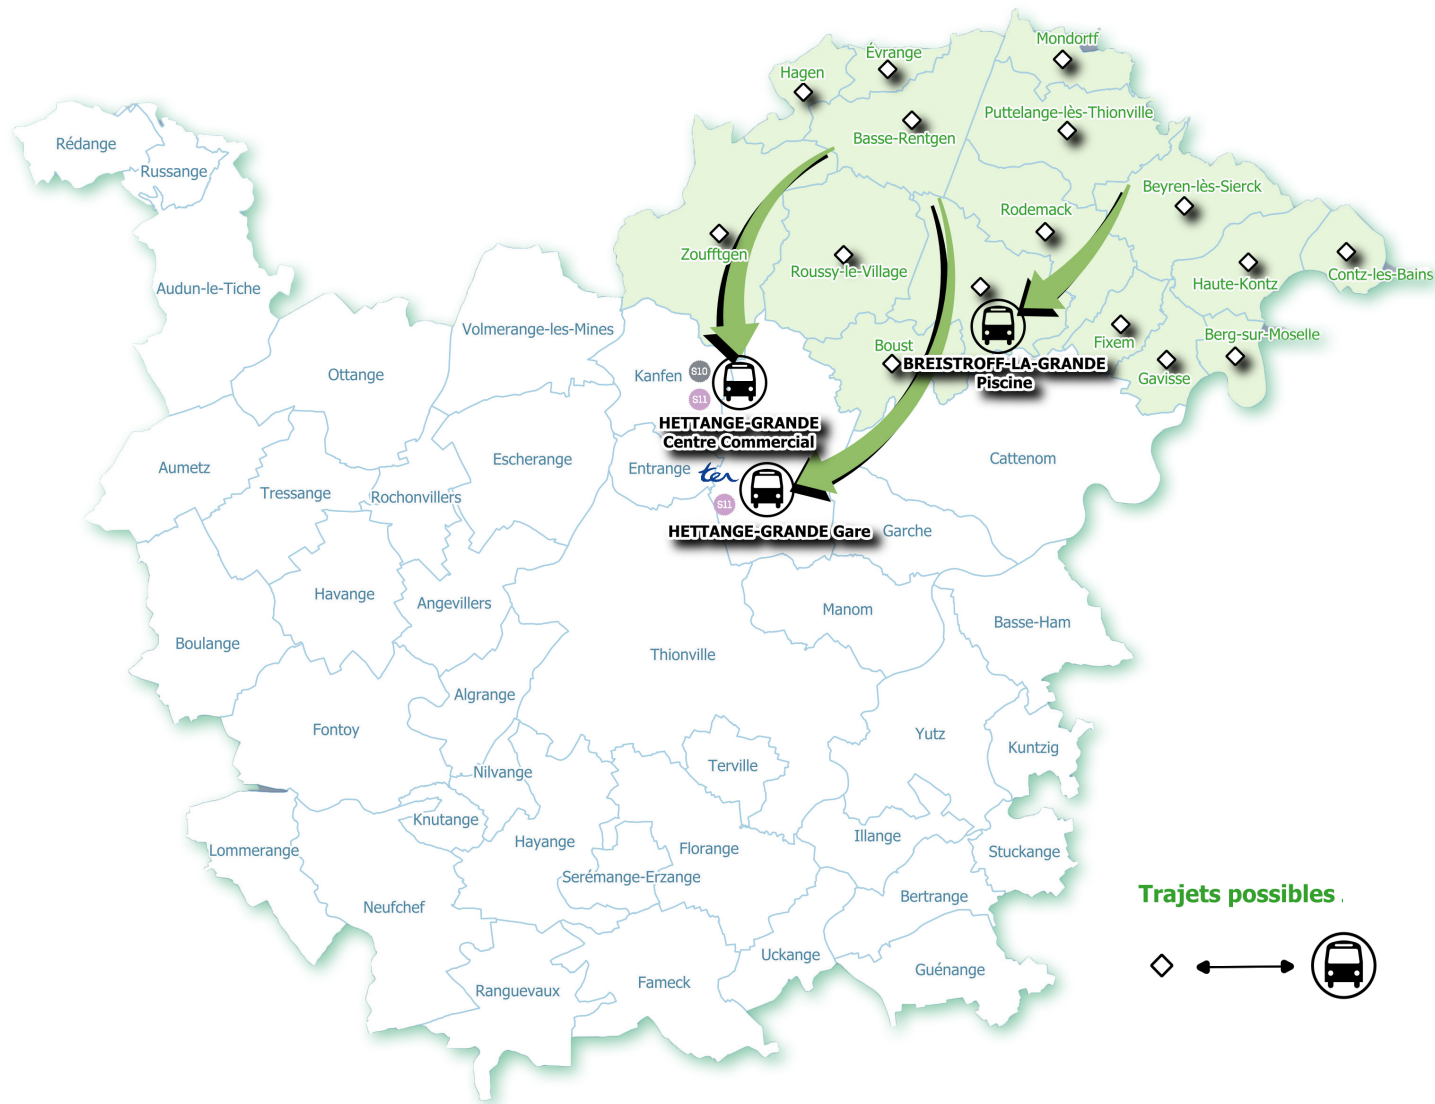 Mondorff
Évrange
Hagen
Puttelange-lès-Thionville
Basse-Rentgen
Rédange
Russange
Beyren-lès-Sierck
Rodemack
Zoufftgen
Roussy-le-Village
Contz-les-Bains
Haute-Kontz
Audun-le-Tiche
Volmerange-les-Mines
Berg-sur-Moselle
Fixem
Boust
BREISTROFF-LA-GRANDE
Piscine
Gavisse
Ottange
Kanfen
S10
S11
HETTANGE-GRANDE
Centre Commercial
Aumetz
Tressange
Rochonvillers
Escherange
Entrange
ter
S11
Cattenom
HETTANGE-GRANDE Gare
Garche
Havange
Angevillers
Manom
Basse-Ham
Boulange
Thionville
Algrange
Fontoy
Yutz
Kuntzig
Nilvange
Terville
Knutange
Hayange
Illange
Lommerange
Florange
Stuckange
Serémange-Erzange
Bertrange
Neufchef
Trajets possibles :
Uckange
Guénange
Ranguevaux
Fameck